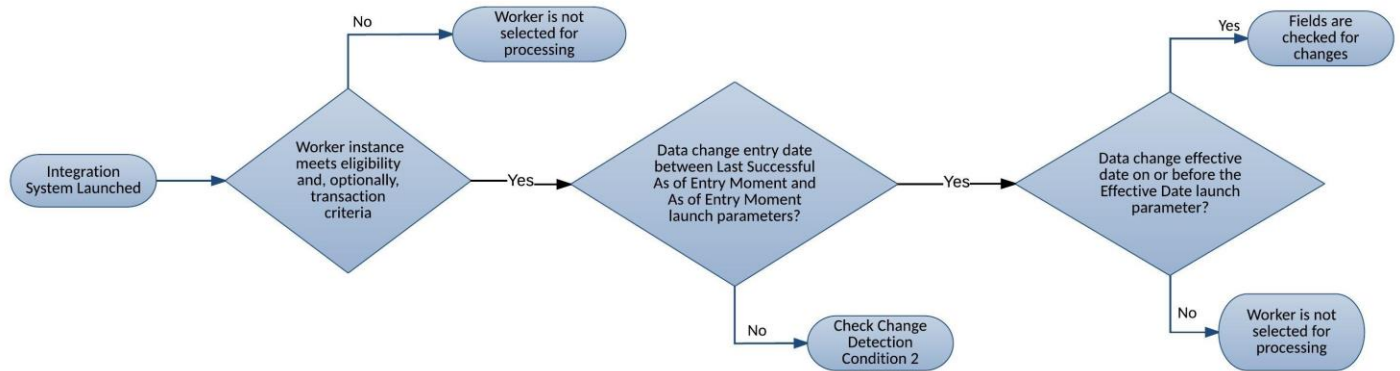 Integration
System Launched
Worker instance
meets eligibility
and, optionally,
transaction
criteria
No
Worker is not
selected for
processing
Yes
Data change entry date
between Last Successful
As of Entry Moment and
As of Entry Moment
launch parameters?
No
Check Change
Detection
Condition 2
Yes
Data change effective
date on or before the
Effective Date launch
parameter?
Yes
Fields are
checked for
changes
No
Worker is not
selected for
processing